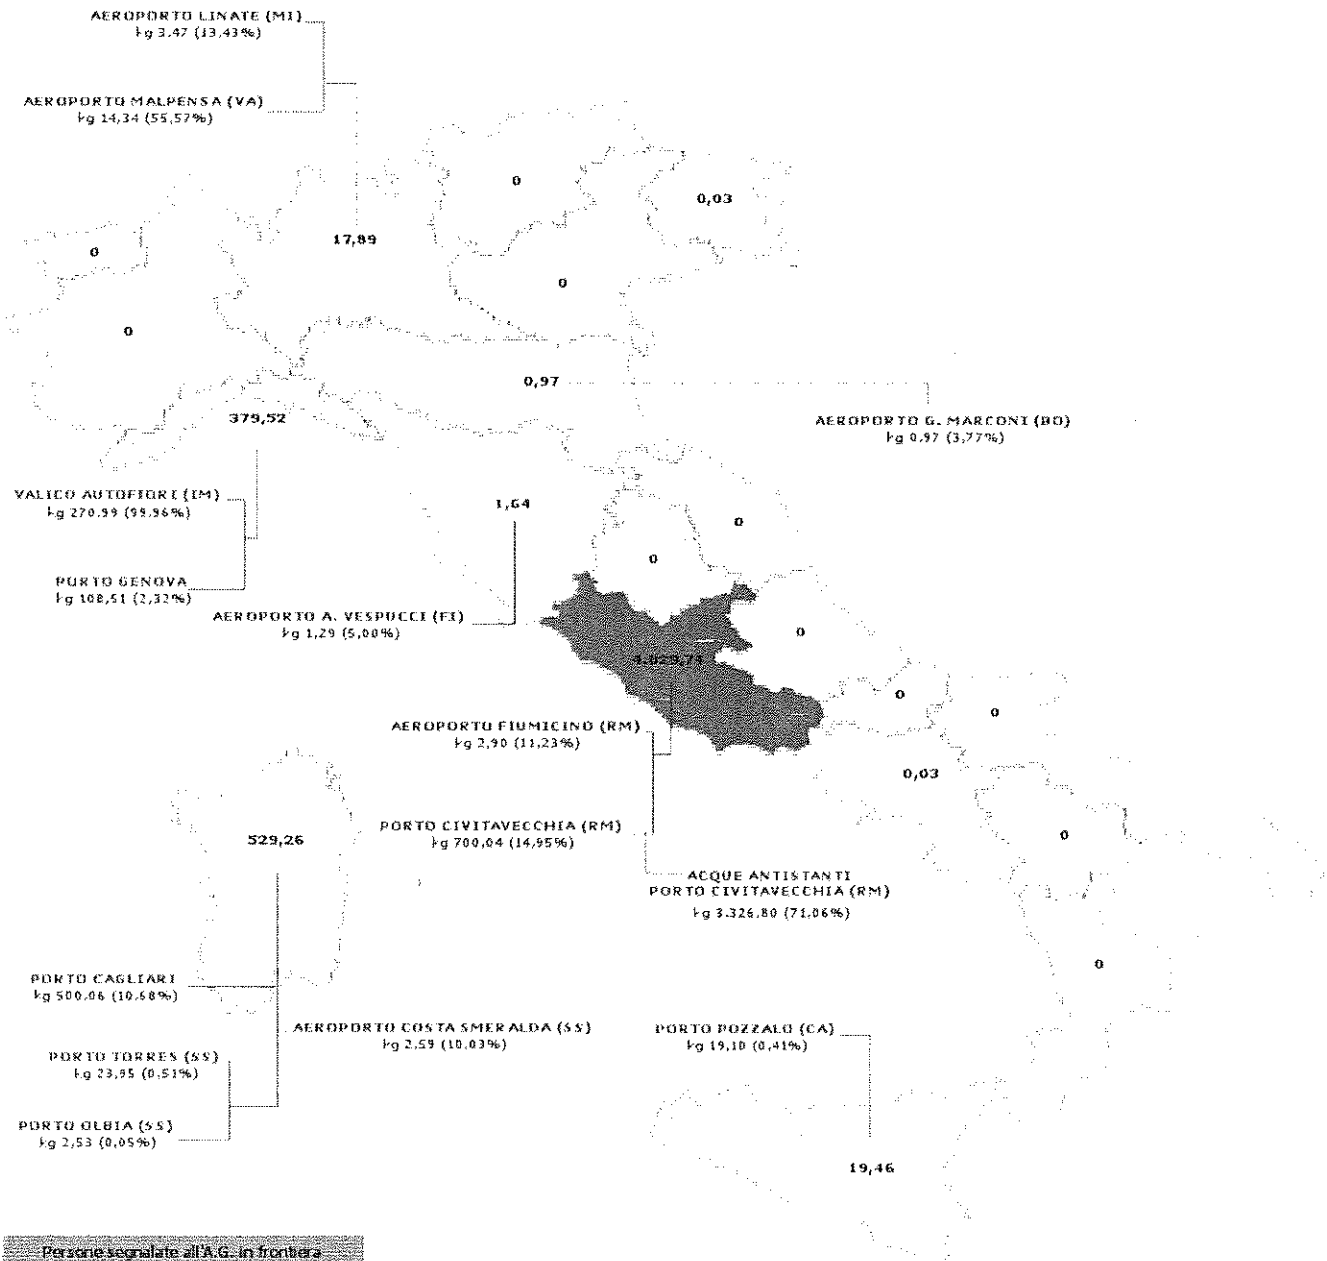 AEROPORTO LINATE (MI)
kg 3,47 (13,43%)
AEROPORTO MALPENSA (VA)
kg 14,34 (55,57%)
0
0,03
17,89
0
0
0
0,97
379,52
AEROPORTO G. MARCONI (BO)
kg 0,97 (3,77%)
VALICO AUTOFIORI (IM)
kg 270,99 (99,96%)
1,64
0
0
PORTO GENOVA
kg 108,51 (2,32%)
AEROPORTO A. VESPUCCI (FI)
kg 1,29 (5,00%)
0
4.029,74
0
0
AEROPORTO FIUMICINO (RM)
kg 2,90 (11,23%)
0,03
PORTO CIVITAVECCHIA (RM)
kg 700,04 (14,95%)
529,26
0
ACQUE ANTISTANTI
PORTO CIVITAVECCHIA (RM)
kg 3.326,80 (71,06%)
0
PORTO CAGLIARI
kg 500,06 (10,68%)
AEROPORTO COSTA SMERALDA (SS)
kg 2,59 (10,03%)
PORTO POZZALO (CA)
kg 19,10 (0,41%)
PORTO TORRES (SS)
kg 23,95 (0,51%)
PORTO OLBIA (SS)
kg 2,53 (0,05%)
19,46
Persone segnalate all'A.G. in frontiera